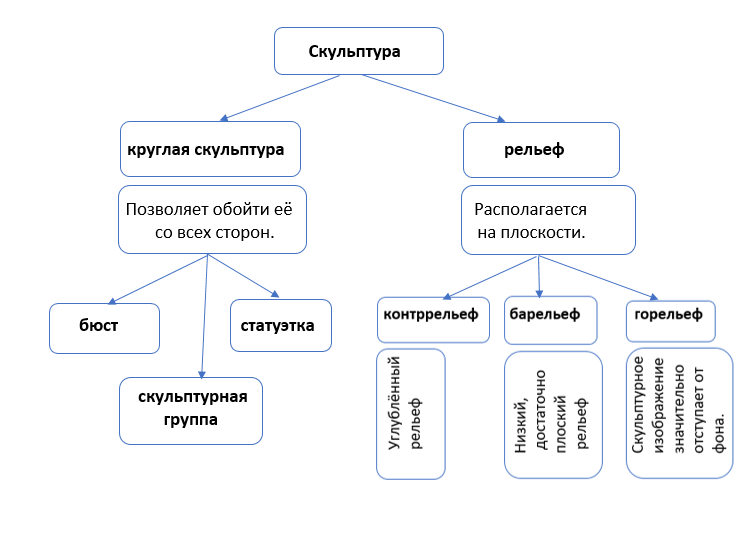 Скульптура
круглая скульптура
рельеф
Позволяет обойти её
со всех сторон.
Располагается
на плоскости.
бюст
статуэтка
скульптурная
группа
контррельеф
барельеф
горельеф
Углублённый
рельеф
Низкий,
достаточно
плоский
рельеф
Скульптурное
изображение
значительно
отступает от
фона.